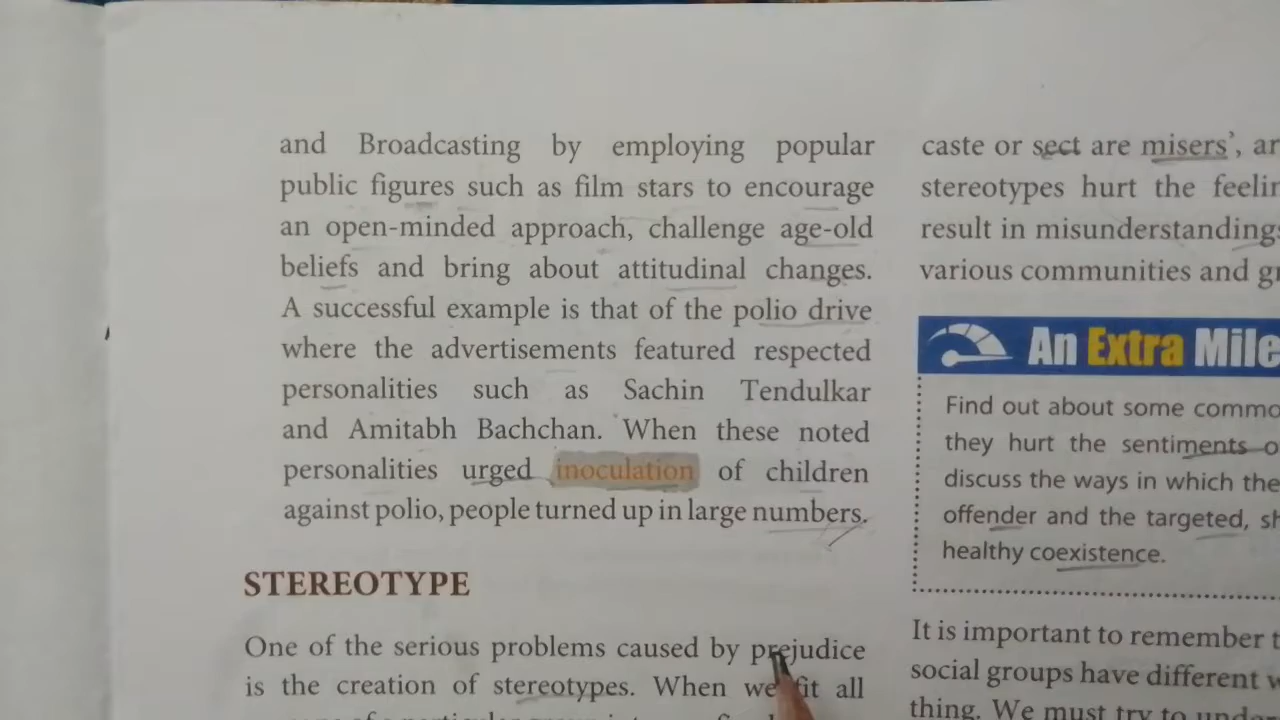 and Broadcasting by employing popular
public figures such as film stars to encourage
an open-minded approach, challenge age-old
beliefs and bring about attitudinal changes.
A successful example is that of the polio drive
where the advertisements featured respected
personalities such as Sachin Tendulkar
and Amitabh Bachchan. When these noted
personalities urged inoculation of children
against polio, people turned up in large numbers.
STEREOTYPE
One of the serious problems caused by prejudice
is the creation of stereotypes. When we fit all
caste or sect are misers',
stereotypes hurt the
result in misunderstandings
various communities and
An Extra Mile
Find out about some
they hurt the sentiments
discuss the ways in which
offender and the targeted,
healthy coexistence.
It is important to remember
social groups have different
thing. We must try to